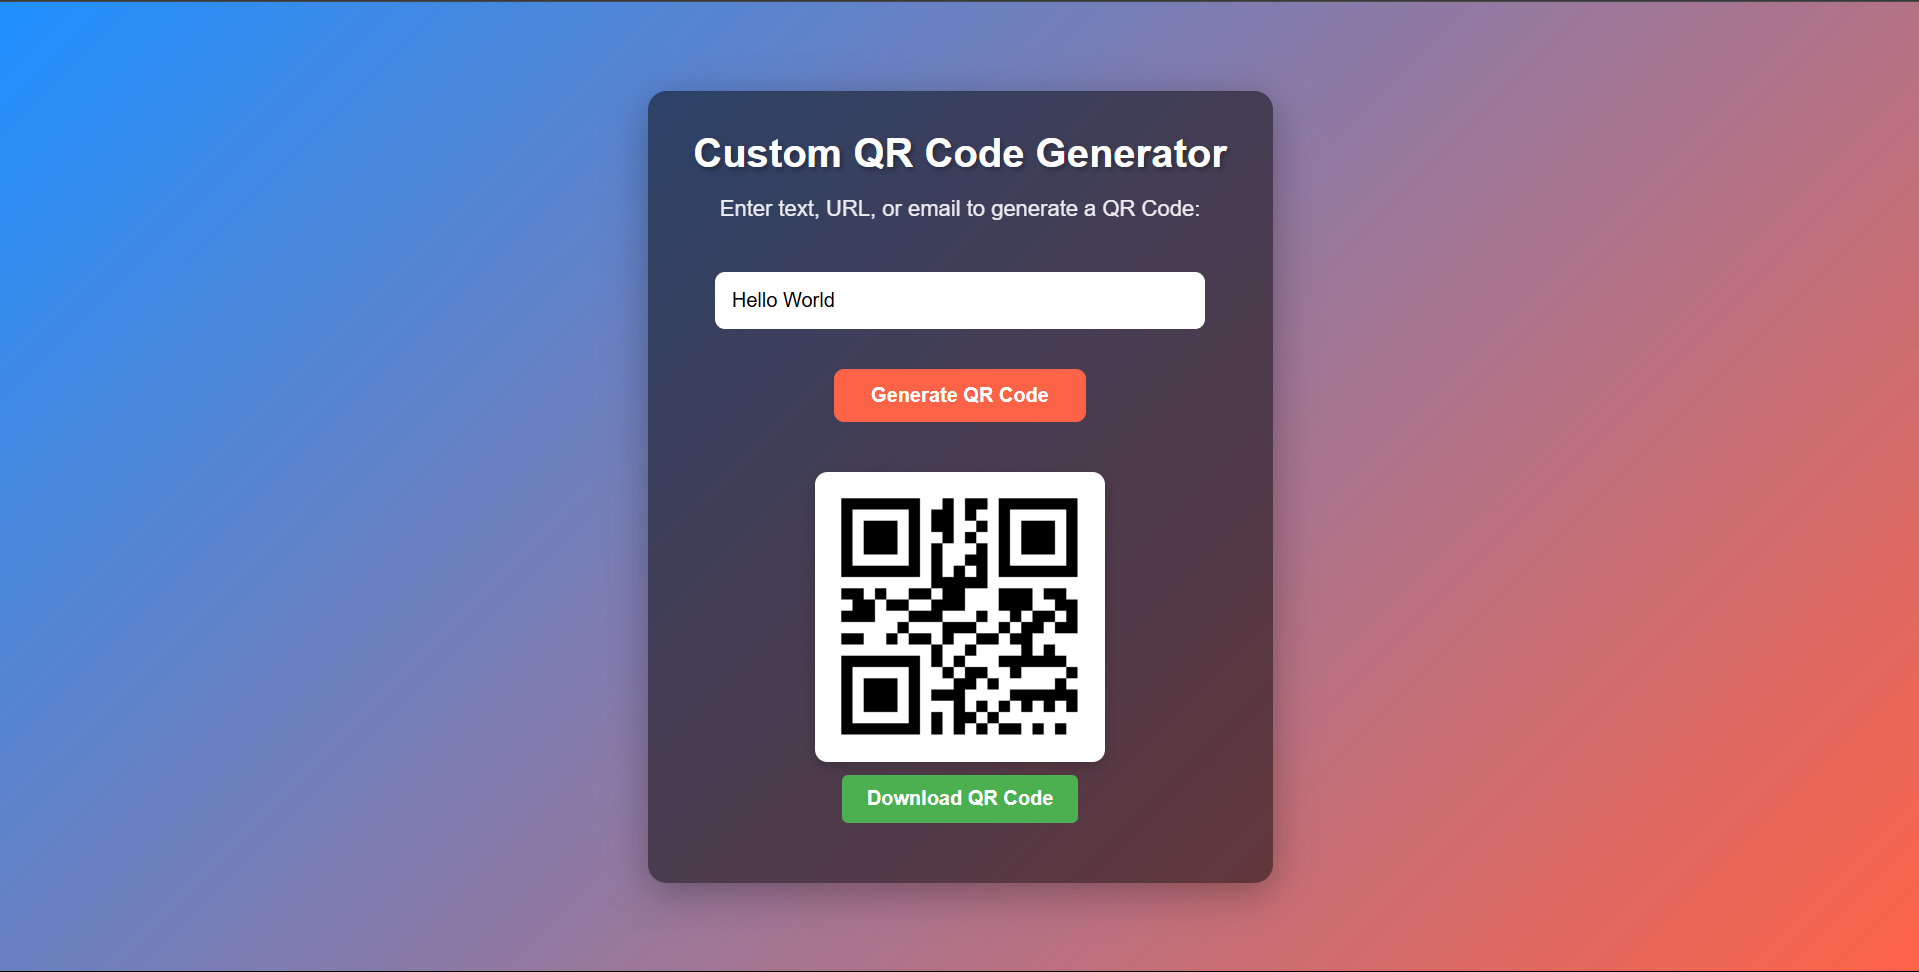 Custom QR Code Generator
Enter text, URL, or email to generate a QR Code:
Hello World
Generate QR Code
Download QR Code